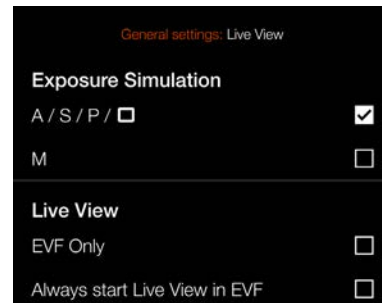 General settings: Live View
Exposure Simulation
A / S / P /
M
Live View
EVF Only
Always start Live View in EVF